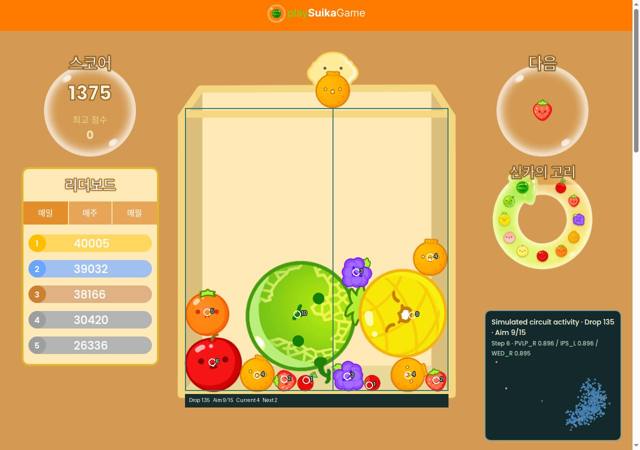 playSuikaGame
스코어
1375
최고 점수
0
리더보드
매일
매주
매월
1 40005
2 39032
3 38166
4 30420
5 26336
다음
신카의 고리
Drop 135 Aim 9/15 Current 4 Next 2
Simulated circuit activity · Drop 135
· Aim 9/15
Step 6 · PVLP_R 0.896 / IPS_L 0.896 /
WED_R 0.895